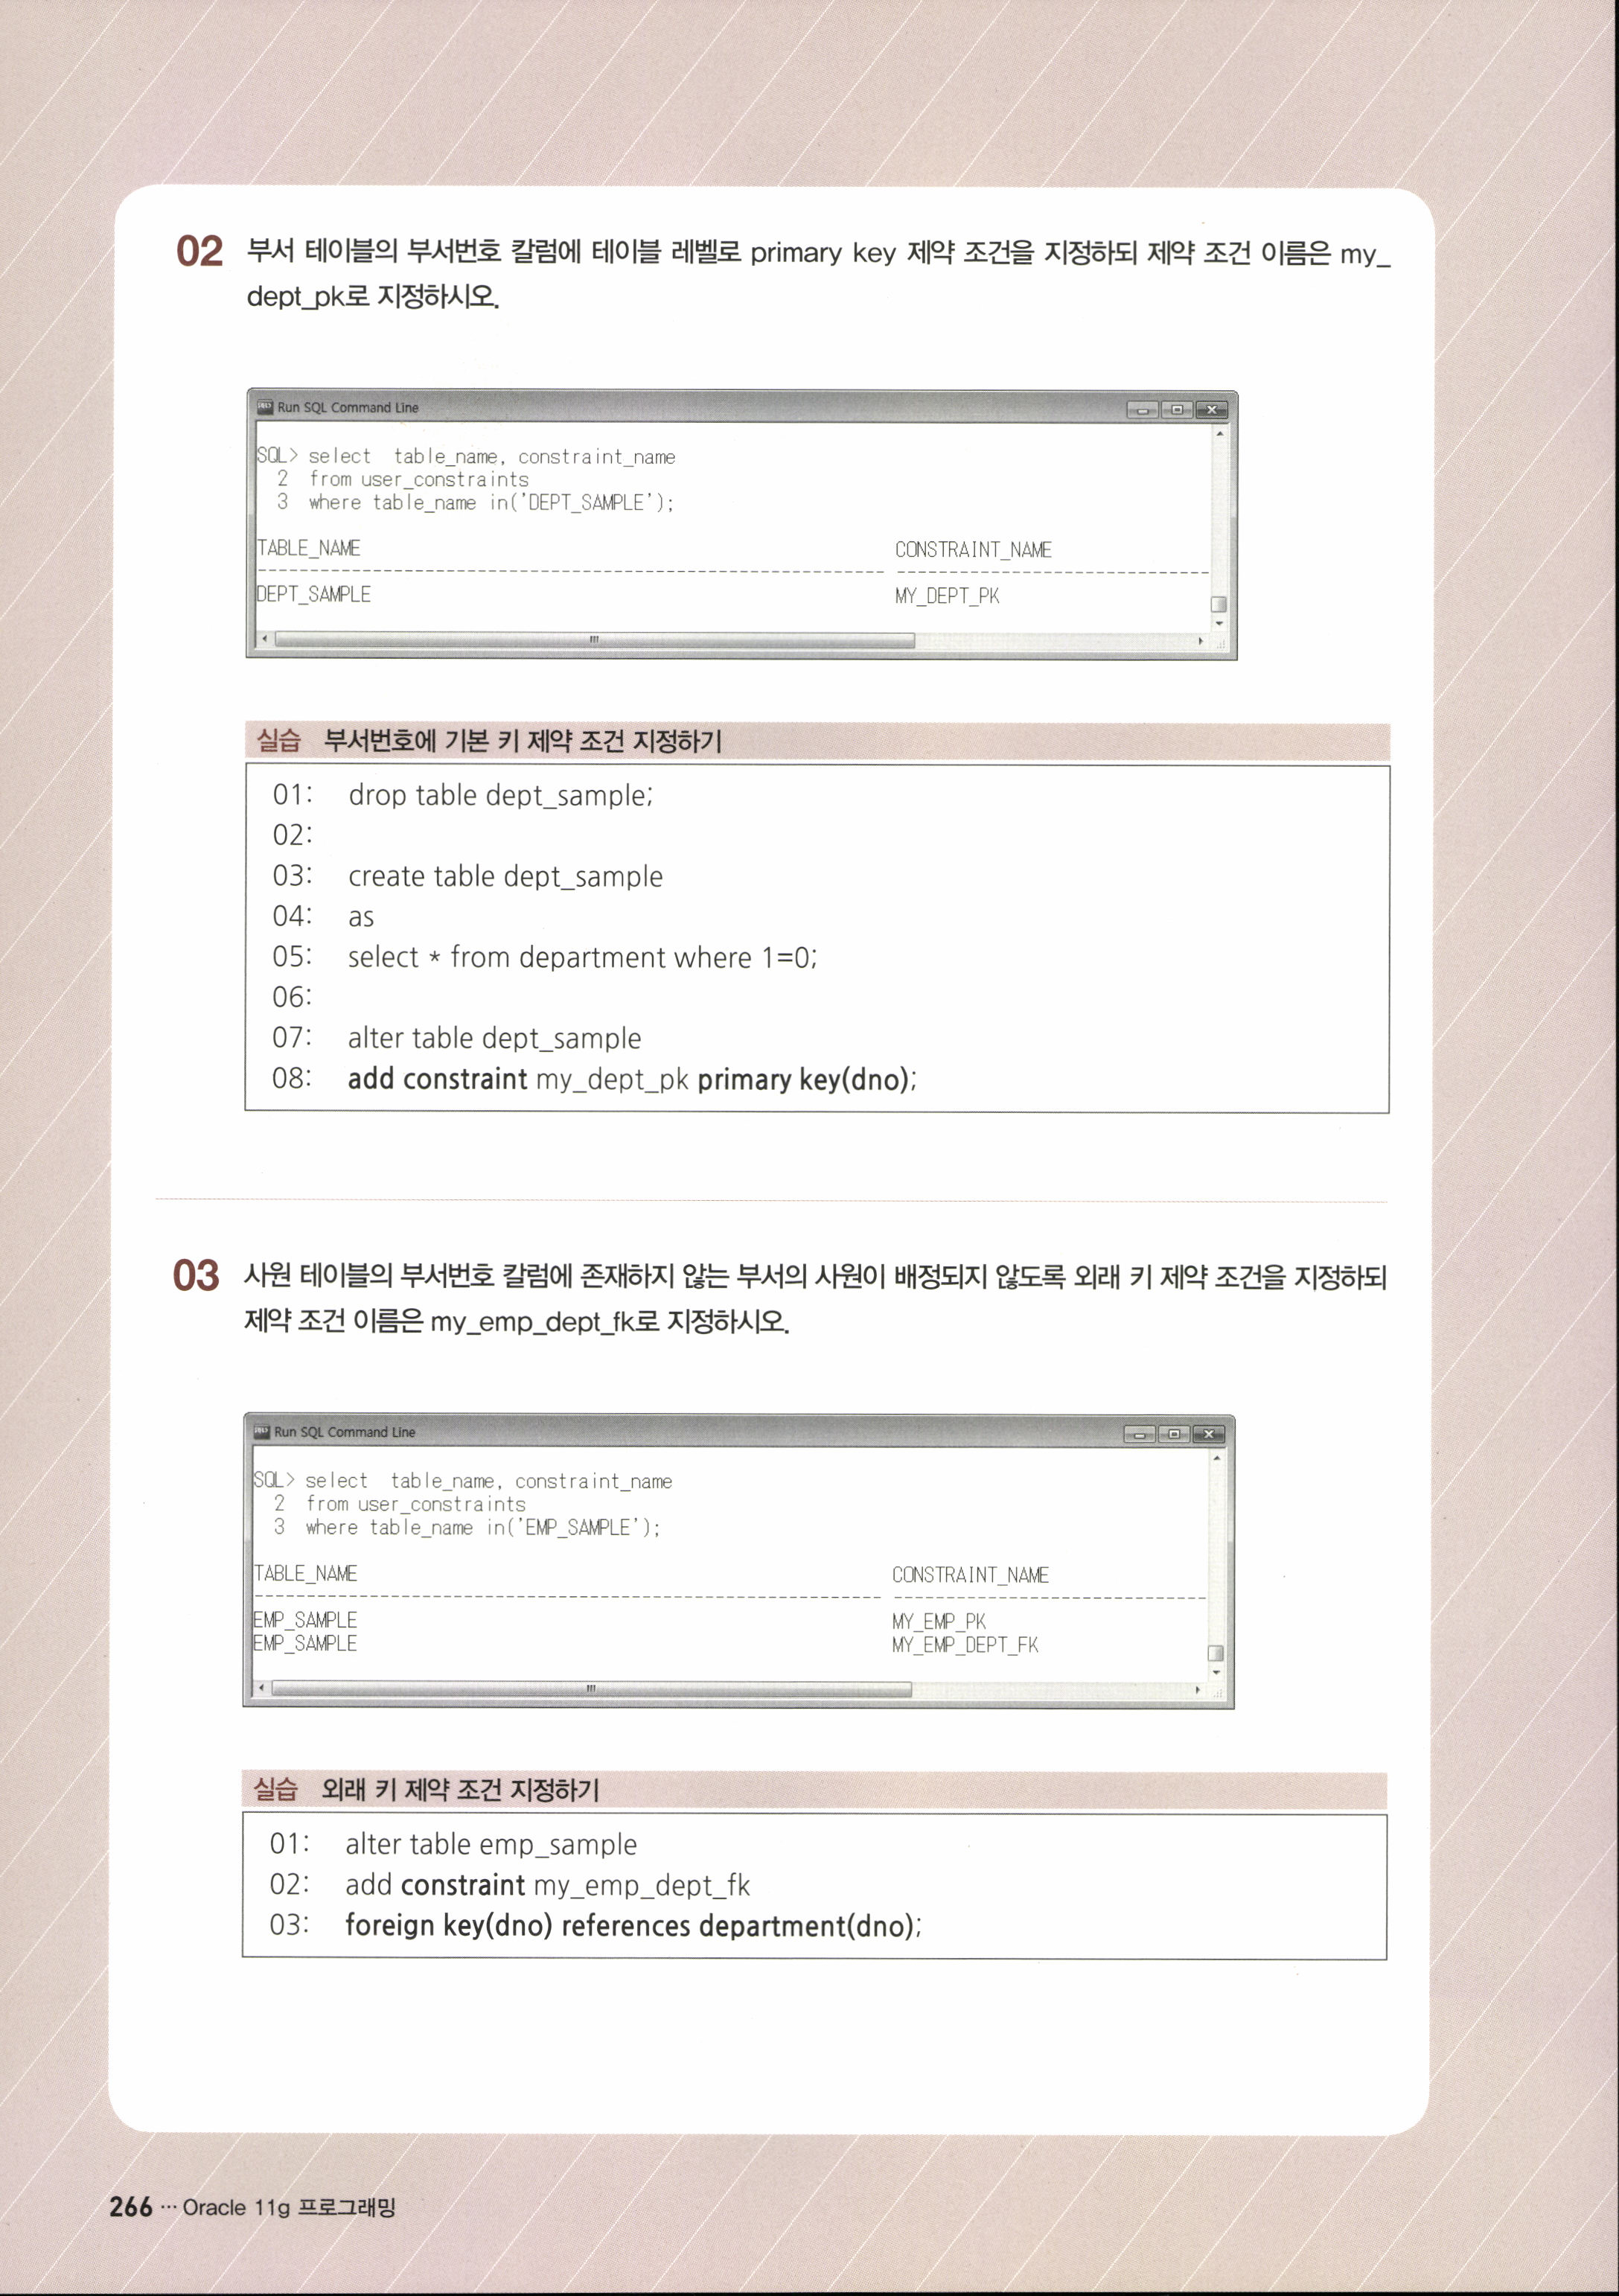 02 부서 테이블의 부서번호 칼럼에 테이블 레벨로 primary key 제약 조건을 지정하되 제약 조건 이름은 my_
dept_pk로 지정하시오.
Run SQL Command Line
SQL> select  table_name, constraint_name
2  from user_constraints
3  where table_name in('DEPT_SAMPLE');
TABLE_NAME CONSTRAINT_NAME
DEPT_SAMPLE MY_DEPT_PK
실습 부서번호에 기본 키 제약 조건 지정하기
01: drop table dept_sample;
02:
03: create table dept_sample
04: as
05: select * from department where 1=0;
06:
07: alter table dept_sample
08: add constraint my_dept_pk primary key(dno);
03 사원 테이블의 부서번호 칼럼에 존재하지 않는 부서의 사원이 배정되지 않도록 외래 키 제약 조건을 지정하되
제약 조건 이름은 my_emp_dept_fk로 지정하시오.
Run SQL Command Line
SQL> select  table_name, constraint_name
2  from user_constraints
3  where table_name in('EMP_SAMPLE');
TABLE_NAME CONSTRAINT_NAME
EMP_SAMPLE MY_EMP_PK
EMP_SAMPLE MY_EMP_DEPT_FK
실습 외래 키 제약 조건 지정하기
01: alter table emp_sample
02: add constraint my_emp_dept_fk
03: foreign key(dno) references department(dno);
266 ··· Oracle 11g 프로그래밍